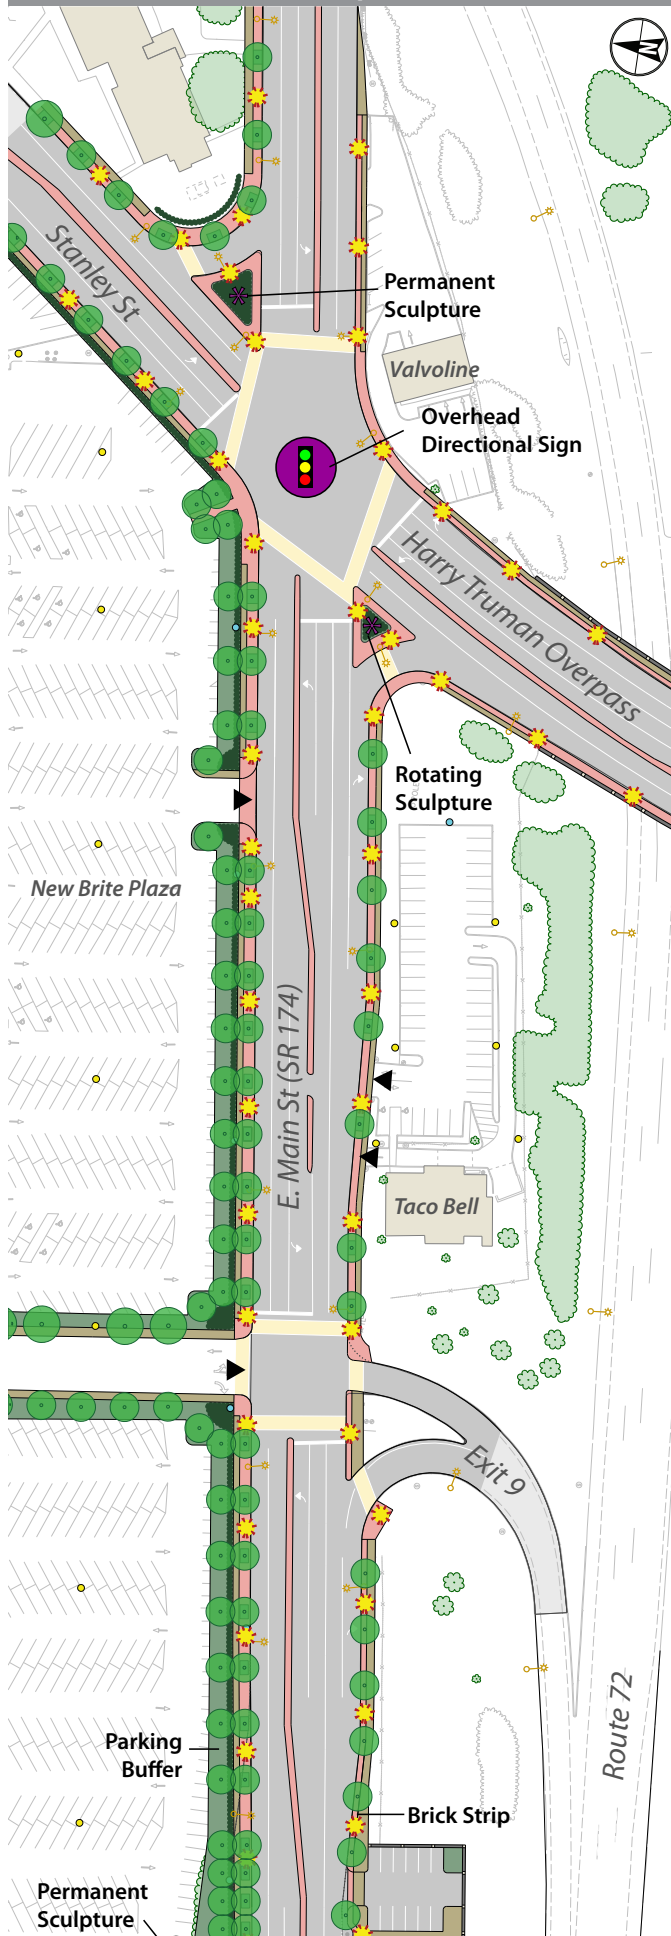 N
Stanley St
Permanent
Sculpture
Valvoline
Overhead
Directional Sign
Harry Truman Overpass
Rotating
Sculpture
New Brite Plaza
E. Main St (SR 174)
Taco Bell
Exit 9
Route 72
Parking
Buffer
Brick Strip
Permanent
Sculpture